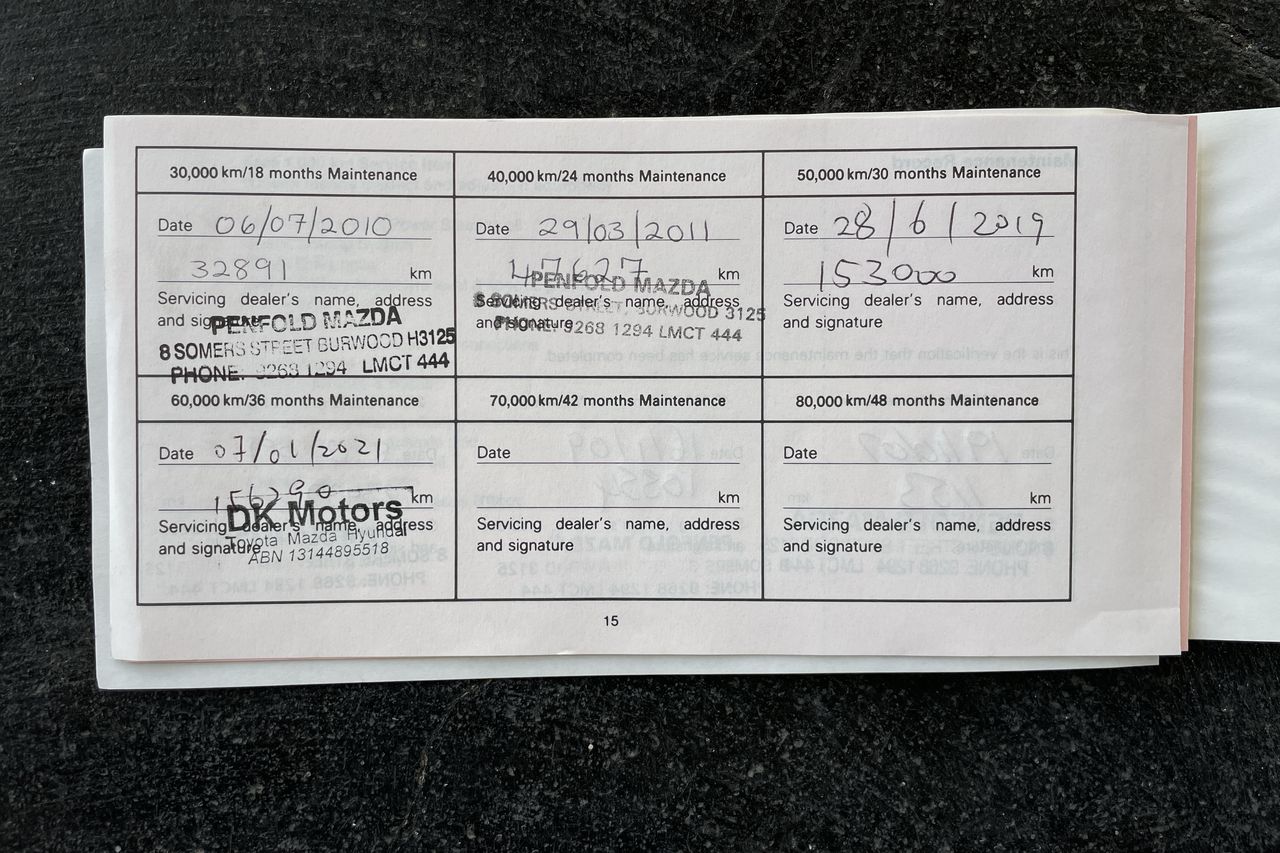 30,000 km/18 months Maintenance
Date 06/07/2010
32891 km
Servicing dealer's name, address
and signature
PENFOLD MAZDA
8 SOMERS STREET BURWOOD H3125
PHONE: 9268 1294 LMCT 444
40,000 km/24 months Maintenance
Date 29/03/2011
47627 km
Servicing dealer's name, address
and signature
PENFOLD MAZDA
8 SOMERS STREET, BURWOOD 3125
PHONE: 9268 1294 LMCT 444
50,000 km/30 months Maintenance
Date 28/6/2019
153000 km
Servicing dealer's name, address
and signature
60,000 km/36 months Maintenance
Date 07/01/2021
156290 km
Servicing dealer's name, address
and signature
DK Motors
Toyota Mazda Hyundai
ABN 13144895518
70,000 km/42 months Maintenance
Date
km
Servicing dealer's name, address
and signature
80,000 km/48 months Maintenance
Date
km
Servicing dealer's name, address
and signature
15